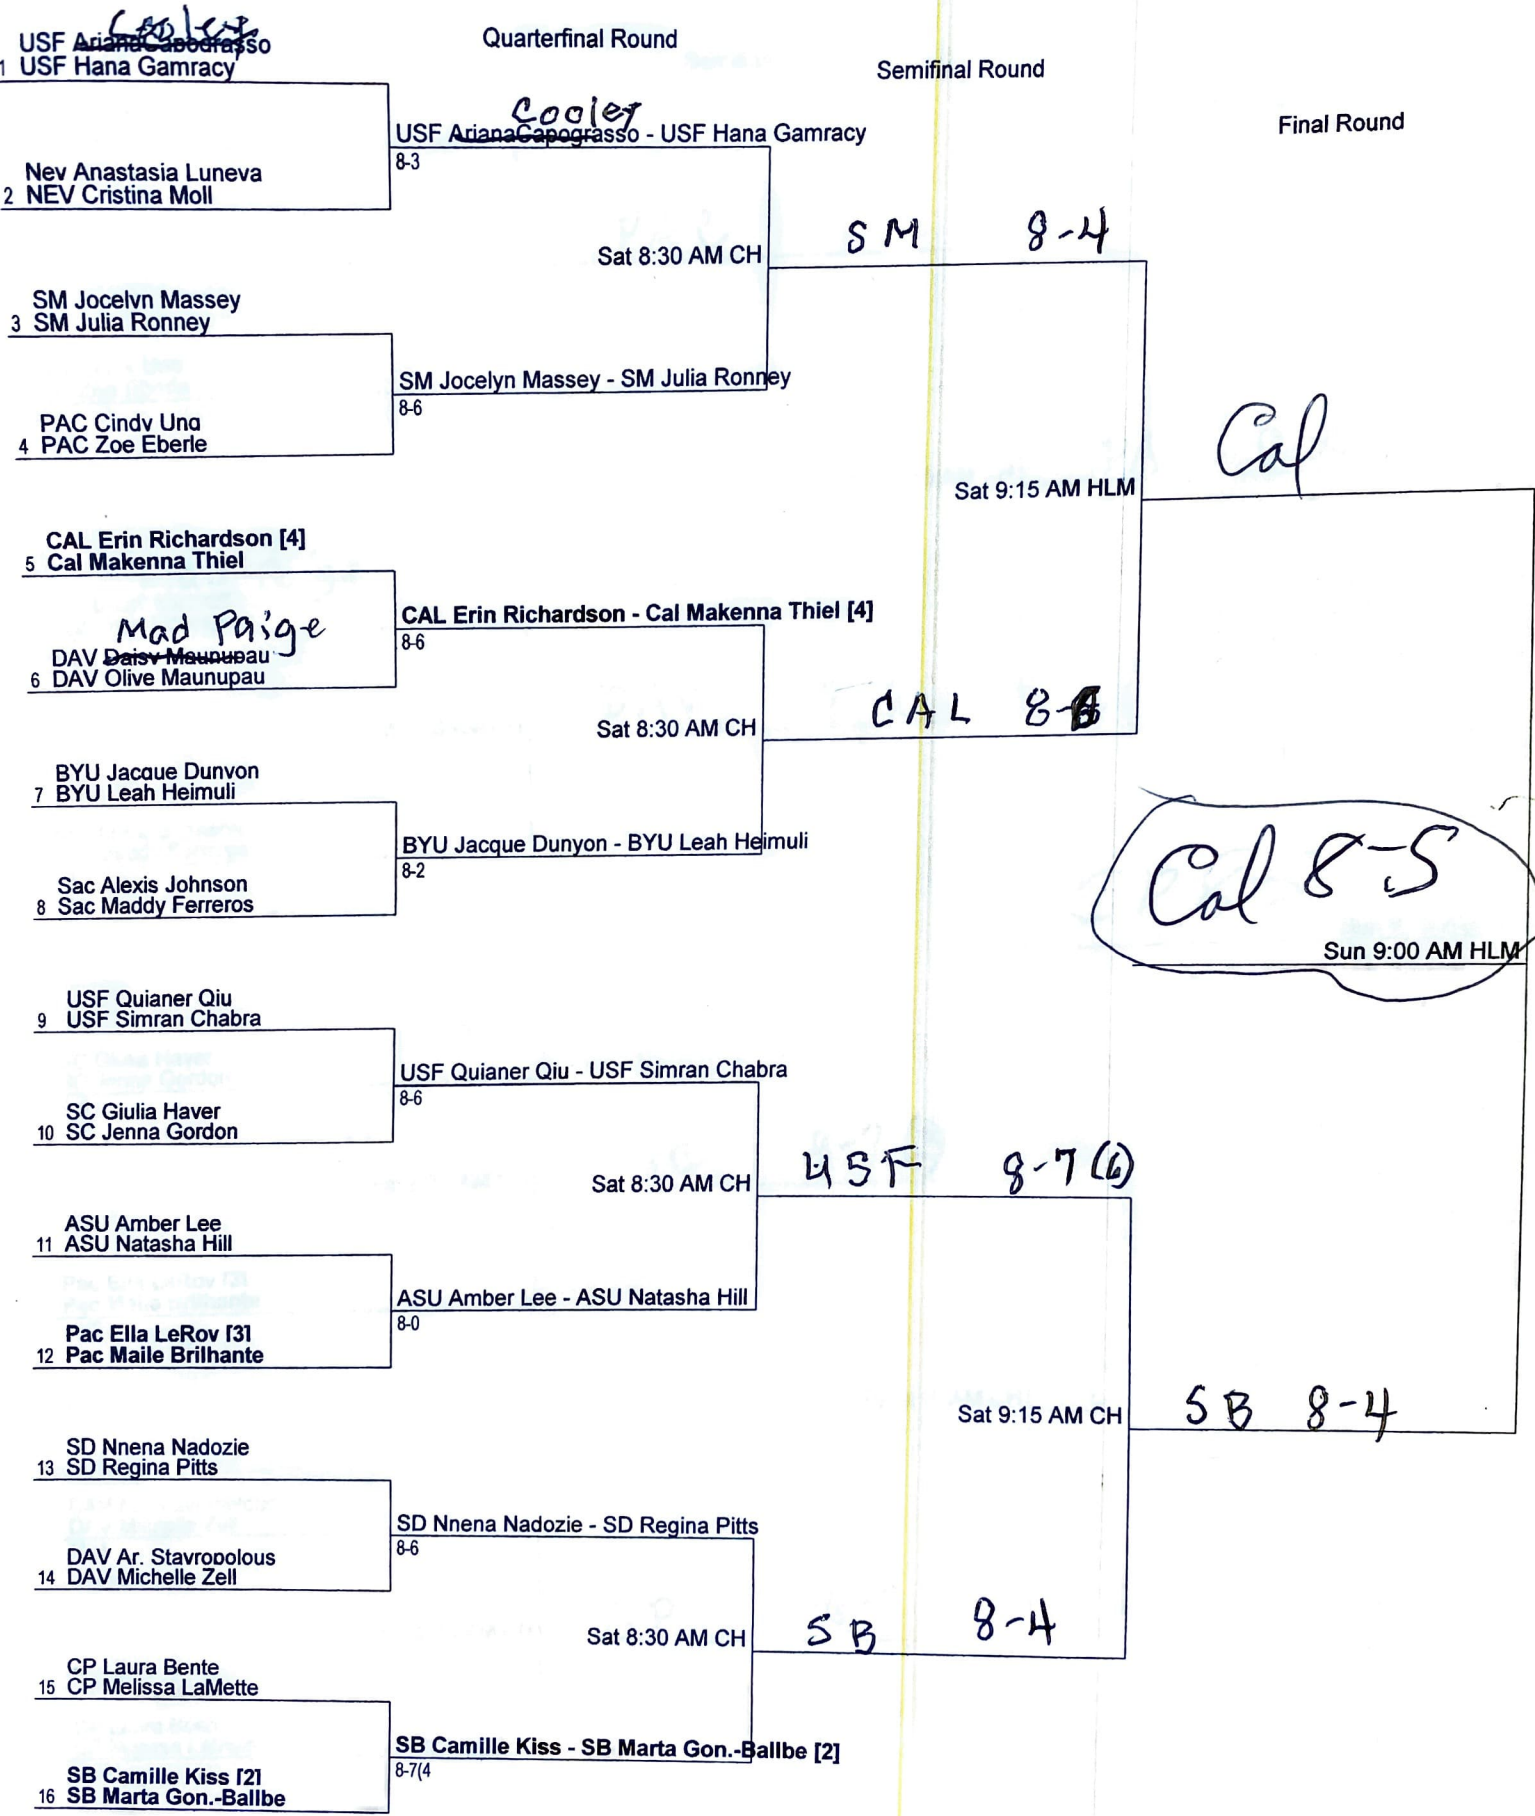 Cooley
USF ArianaCapograsso
1 USF Hana Gamracy
Nev Anastasia Luneva
2 NEV Cristina Moll
SM Jocelyn Massey
3 SM Julia Ronney
PAC Cindy Ung
4 PAC Zoe Eberle
CAL Erin Richardson [4]
5 Cal Makenna Thiel
Mad Paige
DAV Daisy Maunupau
6 DAV Olive Maunupau
BYU Jacque Dunyon
7 BYU Leah Heimuli
Sac Alexis Johnson
8 Sac Maddy Ferreros
USF Quianer Qiu
9 USF Simran Chabra
SC Giulia Haver
10 SC Jenna Gordon
ASU Amber Lee
11 ASU Natasha Hill
Pac Ella LeRoy [3]
12 Pac Maile Brilhante
SD Nnena Nadozie
13 SD Regina Pitts
DAV Ar. Stavropolous
14 DAV Michelle Zell
CP Laura Bente
15 CP Melissa LaMette
SB Camille Kiss [2]
16 SB Marta Gon.-Ballbe
Quarterfinal Round
Cooley
USF ArianaCapograsso - USF Hana Gamracy
8-3
Sat 8:30 AM CH
SM Jocelyn Massey - SM Julia Ronney
8-6
CAL Erin Richardson - Cal Makenna Thiel [4]
8-6
Sat 8:30 AM CH
BYU Jacque Dunyon - BYU Leah Heimuli
8-2
USF Quianer Qiu - USF Simran Chabra
8-6
Sat 8:30 AM CH
ASU Amber Lee - ASU Natasha Hill
8-0
SD Nnena Nadozie - SD Regina Pitts
8-6
Sat 8:30 AM CH
SB Camille Kiss - SB Marta Gon.-Ballbe [2]
8-7(4
Semifinal Round
SM 8-4
Sat 9:15 AM HLM
CAL
USF 8-7(6)
Sat 9:15 AM CH
SB 8-4
Final Round
Cal
Cal 8-5
Sun 9:00 AM HLM
SB 8-4